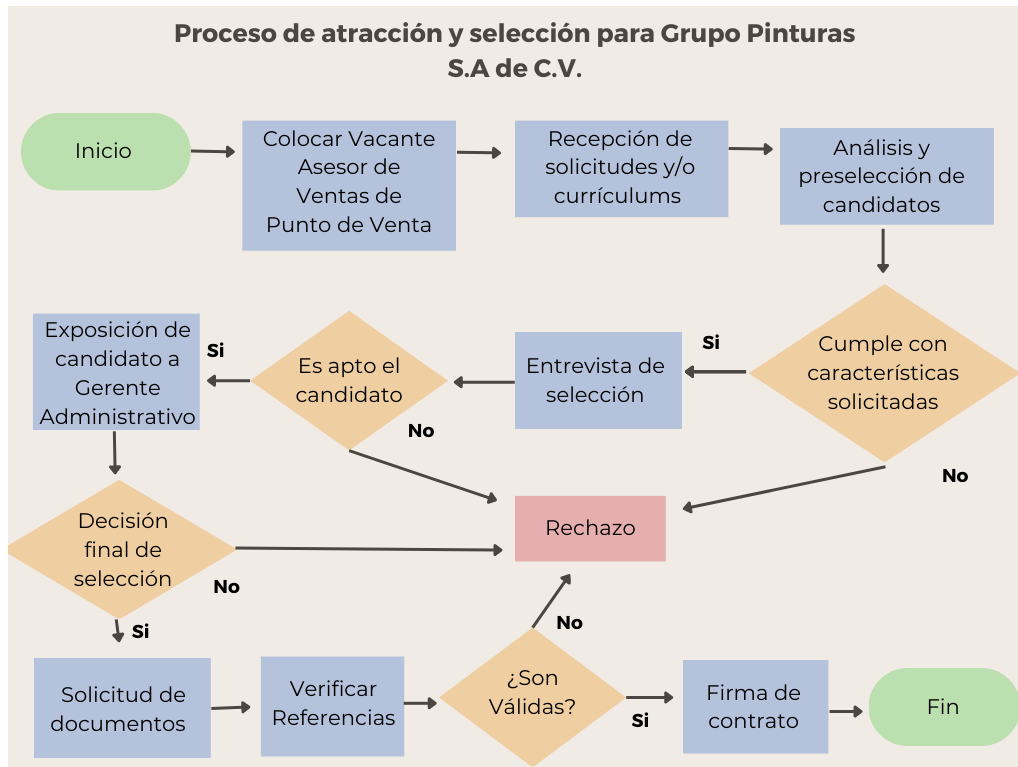 Proceso de atracción y selección para Grupo Pinturas
S.A de C.V.
Inicio
Colocar Vacante
Asesor de
Ventas de
Punto de Venta
Recepción de
solicitudes y/o
currículums
Análisis y
preselección de
candidatos
Cumple con
características
solicitadas
Si
No
Entrevista de
selección
Es apto el
candidato
Si
No
Exposición de
candidato a
Gerente
Administrativo
Decisión
final de
selección
No
Si
Rechazo
Solicitud de
documentos
Verificar
Referencias
¿Son
Válidas?
No
Si
Firma de
contrato
Fin